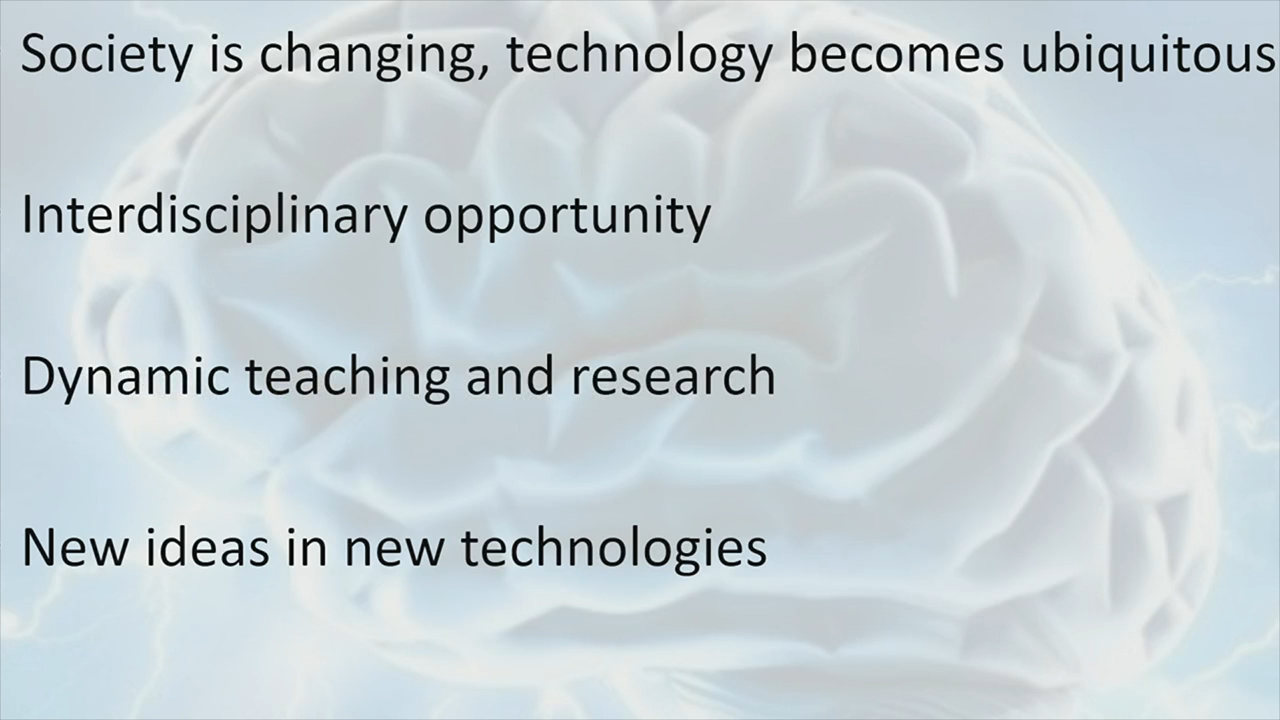 Society is changing, technology becomes ubiquitous
Interdisciplinary opportunity
Dynamic teaching and research
New ideas in new technologies